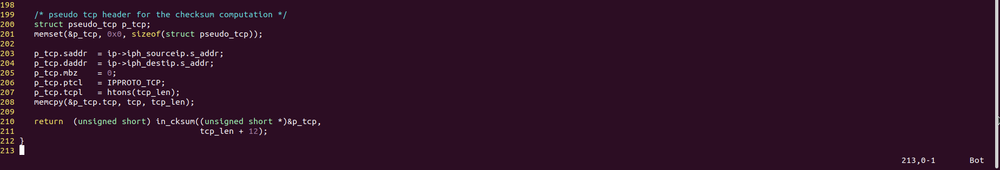 198
199    /* pseudo tcp header for the checksum computation */
200    struct pseudo_tcp p_tcp;
201    memset(&p_tcp, 0x0, sizeof(struct pseudo_tcp));
202
203    p_tcp.saddr  = ip->iph_sourceip.s_addr;
204    p_tcp.daddr  = ip->iph_destip.s_addr;
205    p_tcp.mbz    = 0;
206    p_tcp.ptcl   = IPPROTO_TCP;
207    p_tcp.tcpl   = htons(tcp_len);
208    memcpy(&p_tcp.tcp, tcp, tcp_len);
209
210    return  (unsigned short) in_cksum((unsigned short *)&p_tcp,
211                                      tcp_len + 12);
212 }
213
213,0-1       Bot